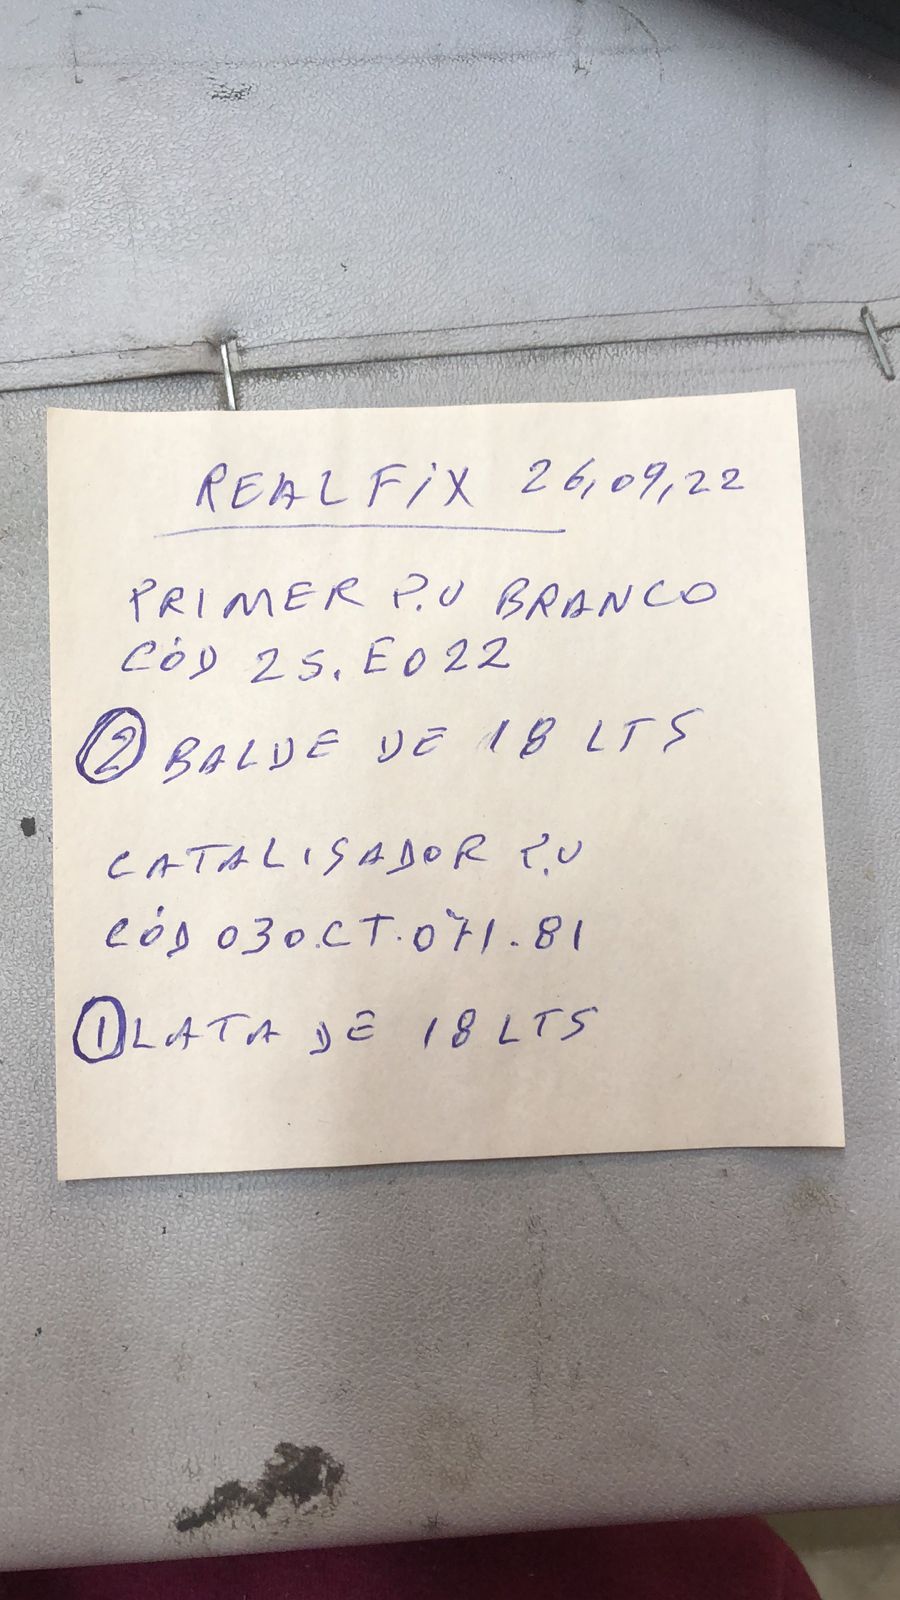 REALFIX 26,09,22
PRIMER P.U BRANCO
CÓD 25.E022
2 BALDE DE 18 LTS
CATALISADOR P.U
CÓD 030.CT.071.81
1 LATA DE 18 LTS